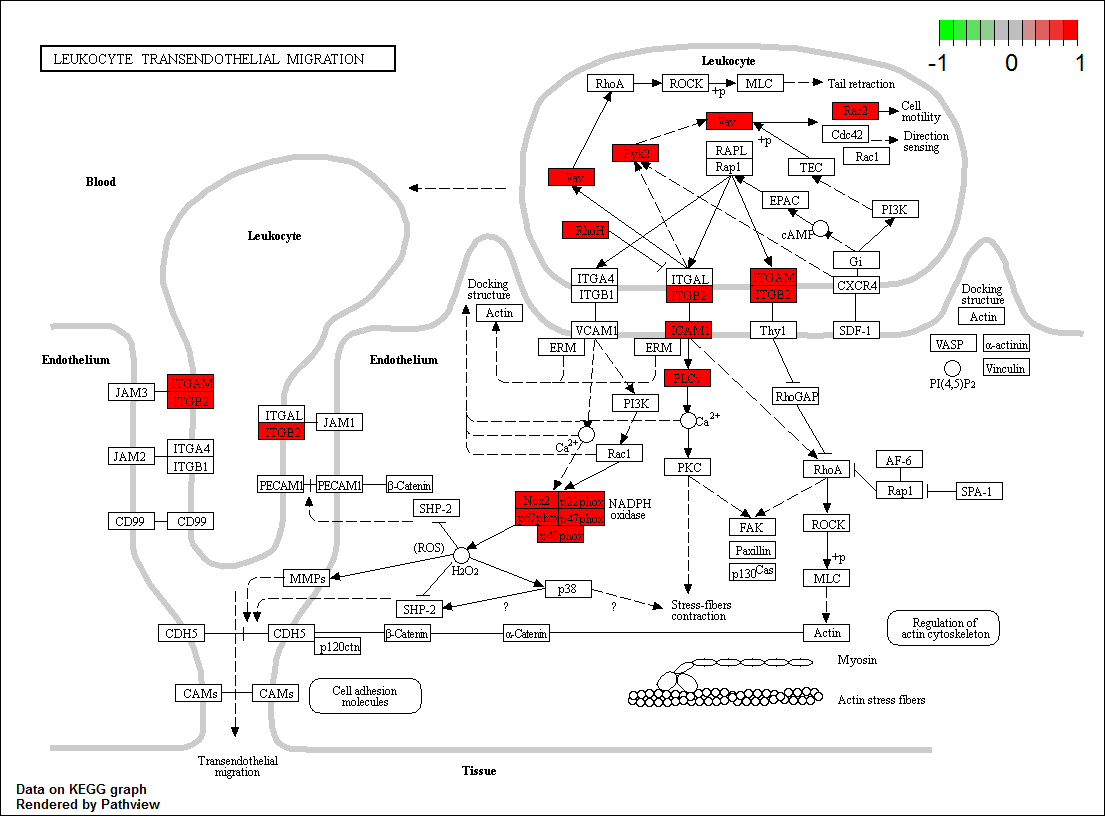 LEUKOCYTE TRANSENDOTHELIAL MIGRATION
-1 0 1
Leukocyte
RhoA
ROCK
+p
MLC
Tail retraction
Vav
+p
Rac2
Cell
motility
Cdc42
Direction
sensing
Rac1
Pyk2
RAPL
Rap1
TEC
Vav
EPAC
PI3K
cAMP
RhoH
Gi
ITGA4
ITGB1
ITGAL
ITGB2
ITGAM
ITGB2
CXCR4
Blood
Leukocyte
Docking
structure
Actin
VCAM1
ICAM1
Thy1
SDF-1
ERM
ERM
Docking
structure
Actin
VASP
α-actinin
Vinculin
PI(4,5)P2
Endothelium
Endothelium
JAM3
ITGAM
ITGB2
ITGAL
ITGB2
JAM1
JAM2
ITGA4
ITGB1
PECAM1
PECAM1
β-Catenin
CD99
CD99
PLCγ
PI3K
RhoGAP
Ca2+
Ca2+
Rac1
PKC
RhoA
AF-6
Rap1
SPA-1
Nox2
p22phox
p67phox
p47phox
p40phox
NADPH
oxidase
SHP-2
FAK
Paxillin
p130Cas
ROCK
+p
MLC
(ROS)
H2O2
MMPs
p38
SHP-2
?
?
Stress-fibers
contraction
CDH5
CDH5
p120ctn
β-Catenin
α-Catenin
Actin
Regulation of
actin cytoskeleton
Myosin
Actin stress fibers
CAMs
CAMs
Cell adhesion
molecules
Transendothelial
migration
Tissue
Data on KEGG graph
Rendered by Pathview